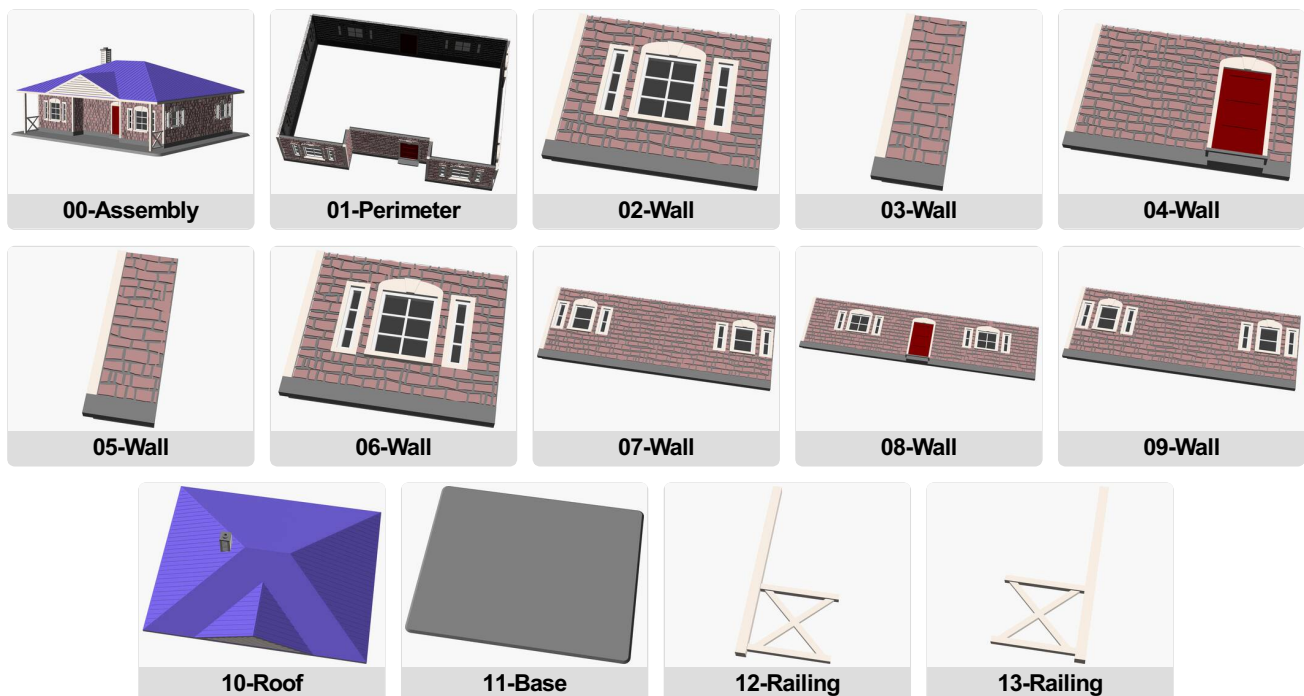 00-Assembly
01-Perimeter
02-Wall
03-Wall
04-Wall
05-Wall
06-Wall
07-Wall
08-Wall
09-Wall
10-Roof
11-Base
12-Railing
13-Railing